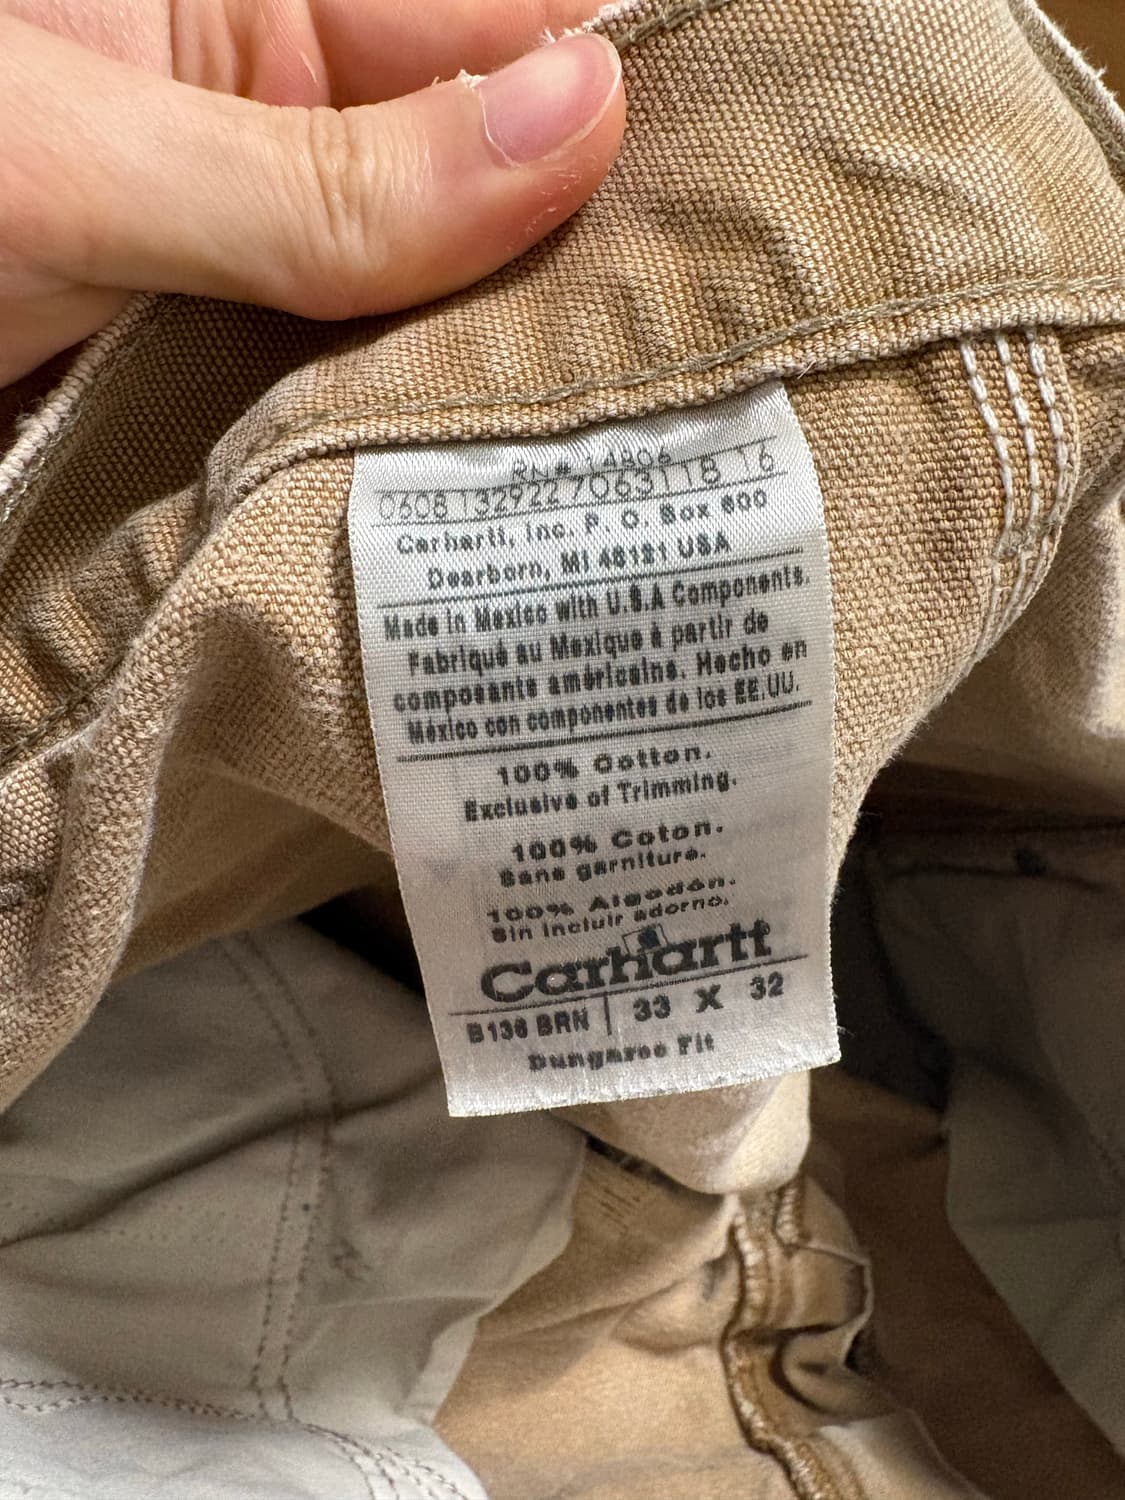 RN# 14806
0608 132922 7063118 16
Carhartt, Inc. P. O. Box 600
Dearborn, MI 48121 USA
Made in Mexico with U.S.A Components.
Fabriqué au Mexique à partir de
composants américains. Hecho en
México con componentes de los EE.UU.
100% Cotton.
Exclusive of Trimming.
100% Coton.
Sans garniture.
100% Algodón.
Sin incluir adorno.
Carhartt
B136 BRN | 33 X 32
Dungaree Fit